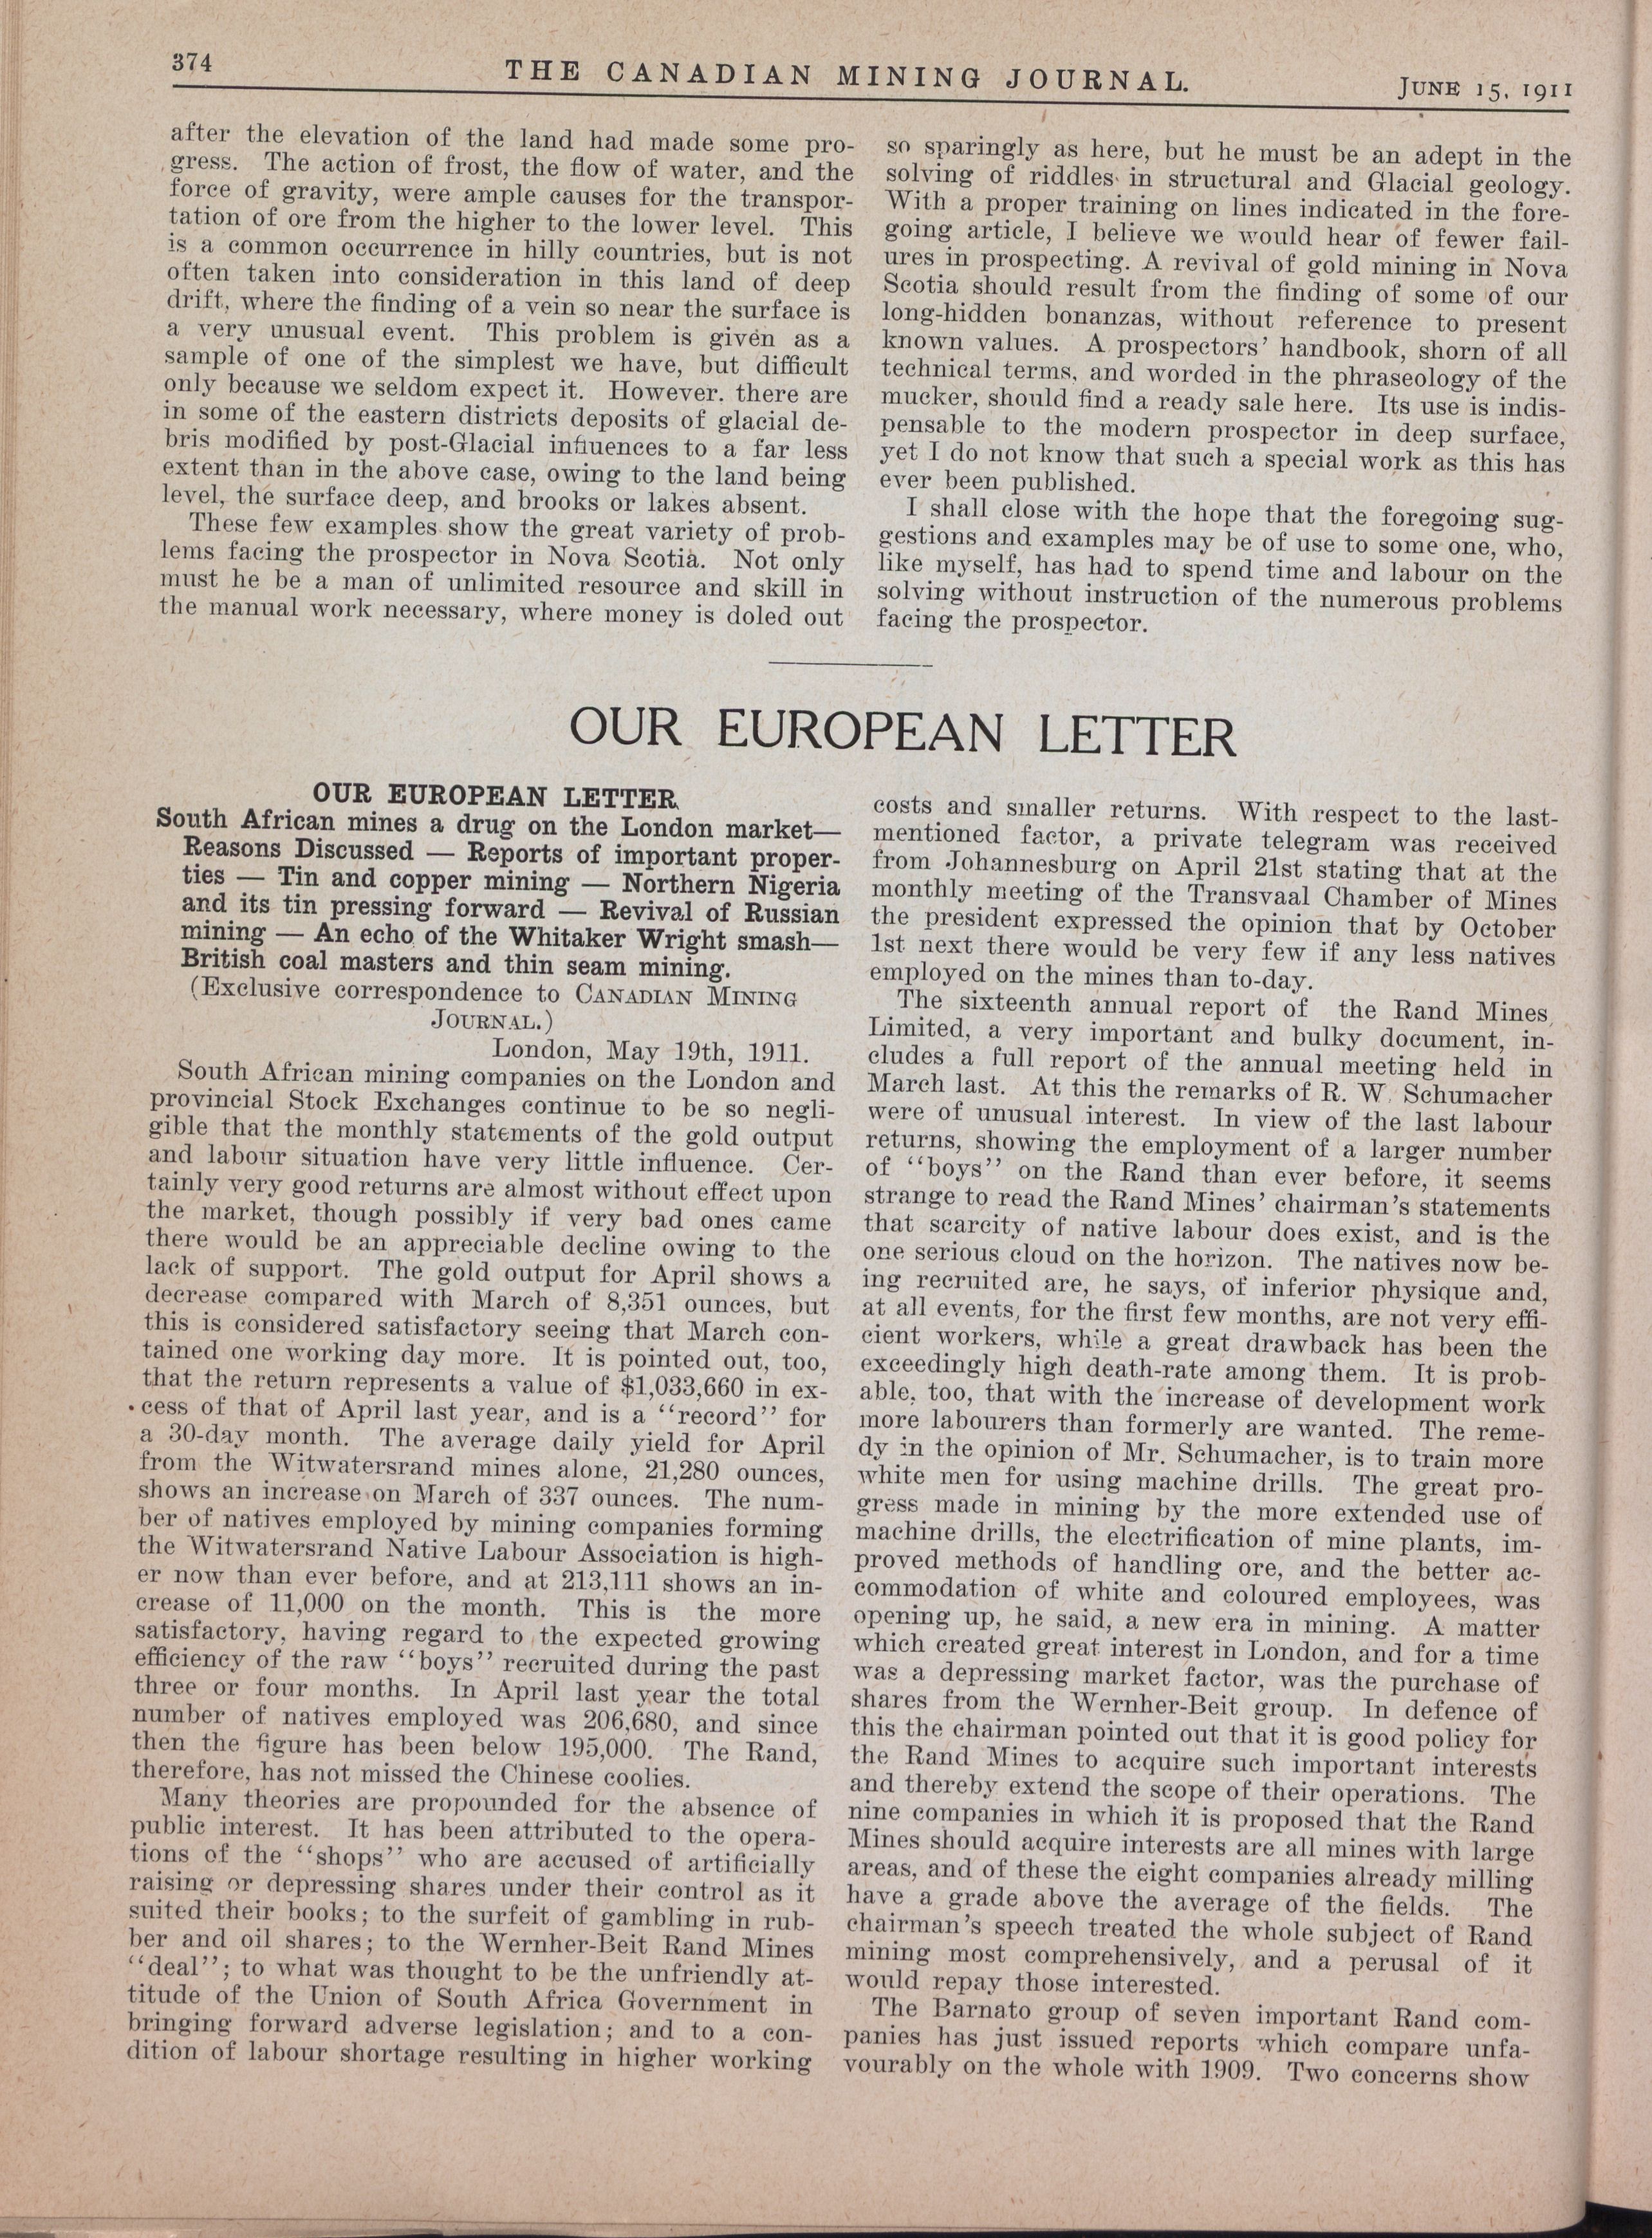 374
THE CANADIAN MINING JOURNAL.
JUNE 15, 1911
after the elevation of the land had made some pro-
gress. The action of frost, the flow of water, and the
force of gravity, were ample causes for the transpor-
tation of ore from the higher to the lower level. This
is a common occurrence in hilly countries, but is not
often taken into consideration in this land of deep
drift, where the finding of a vein so near the surface is
a very unusual event. This problem is given as a
sample of one of the simplest we have, but difficult
only because we seldom expect it. However. there are
in some of the eastern districts deposits of glacial de-
bris modified by post-Glacial influences to a far less
extent than in the above case, owing to the land being
level, the surface deep, and brooks or lakes absent.
These few examples show the great variety of prob-
lems facing the prospector in Nova Scotia. Not only
must he be a man of unlimited resource and skill in
the manual work necessary, where money is doled out
so sparingly as here, but he must be an adept in the
solving of riddles in structural and Glacial geology.
With a proper training on lines indicated in the fore-
going article, I believe we would hear of fewer fail-
ures in prospecting. A revival of gold mining in Nova
Scotia should result from the finding of some of our
long-hidden bonanzas, without reference to present
known values. A prospectors' handbook, shorn of all
technical terms, and worded in the phraseology of the
mucker, should find a ready sale here. Its use is indis-
pensable to the modern prospector in deep surface,
yet I do not know that such a special work as this has
ever been published.
I shall close with the hope that the foregoing sug-
gestions and examples may be of use to some one, who,
like myself, has had to spend time and labour on the
solving without instruction of the numerous problems
facing the prospector.
OUR EUROPEAN LETTER
OUR EUROPEAN LETTER
South African mines a drug on the London market—
Reasons Discussed — Reports of important proper-
ties — Tin and copper mining — Northern Nigeria
and its tin pressing forward — Revival of Russian
mining — An echo of the Whitaker Wright smash—
British coal masters and thin seam mining.
(Exclusive correspondence to CANADIAN MINING
JOURNAL.)
London, May 19th, 1911.
South African mining companies on the London and
provincial Stock Exchanges continue to be so negli-
gible that the monthly statements of the gold output
and labour situation have very little influence. Cer-
tainly very good returns are almost without effect upon
the market, though possibly if very bad ones came
there would be an appreciable decline owing to the
lack of support. The gold output for April shows a
decrease compared with March of 8,351 ounces, but
this is considered satisfactory seeing that March con-
tained one working day more. It is pointed out, too,
that the return represents a value of $1,033,660 in ex-
cess of that of April last year, and is a ''record'' for
a 30-day month. The average daily yield for April
from the Witwatersrand mines alone, 21,280 ounces,
shows an increase on March of 337 ounces. The num-
ber of natives employed by mining companies forming
the Witwatersrand Native Labour Association is high-
er now than ever before, and at 213,111 shows an in-
crease of 11,000 on the month. This is the more
satisfactory, having regard to the expected growing
efficiency of the raw ''boys'' recruited during the past
three or four months. In April last year the total
number of natives employed was 206,680, and since
then the figure has been below 195,000. The Rand,
therefore, has not missed the Chinese coolies.
Many theories are propounded for the absence of
public interest. It has been attributed to the opera-
tions of the ''shops'' who are accused of artificially
raising or depressing shares under their control as it
suited their books; to the surfeit of gambling in rub-
ber and oil shares; to the Wernher-Beit Rand Mines
''deal''; to what was thought to be the unfriendly at-
titude of the Union of South Africa Government in
bringing forward adverse legislation; and to a con-
dition of labour shortage resulting in higher working
costs and smaller returns. With respect to the last-
mentioned factor, a private telegram was received
from Johannesburg on April 21st stating that at the
monthly meeting of the Transvaal Chamber of Mines
the president expressed the opinion that by October
1st next there would be very few if any less natives
employed on the mines than to-day.
The sixteenth annual report of the Rand Mines,
Limited, a very important and bulky document, in-
cludes a full report of the annual meeting held in
March last. At this the remarks of R. W. Schumacher
were of unusual interest. In view of the last labour
returns, showing the employment of a larger number
of ''boys'' on the Rand than ever before, it seems
strange to read the Rand Mines' chairman's statements
that scarcity of native labour does exist, and is the
one serious cloud on the horizon. The natives now be-
ing recruited are, he says, of inferior physique and,
at all events, for the first few months, are not very effi-
cient workers, while a great drawback has been the
exceedingly high death-rate among them. It is prob-
able, too, that with the increase of development work
more labourers than formerly are wanted. The reme-
dy in the opinion of Mr. Schumacher, is to train more
white men for using machine drills. The great pro-
gress made in mining by the more extended use of
machine drills, the electrification of mine plants, im-
proved methods of handling ore, and the better ac-
commodation of white and coloured employees, was
opening up, he said, a new era in mining. A matter
which created great interest in London, and for a time
was a depressing market factor, was the purchase of
shares from the Wernher-Beit group. In defence of
this the chairman pointed out that it is good policy for
the Rand Mines to acquire such important interests
and thereby extend the scope of their operations. The
nine companies in which it is proposed that the Rand
Mines should acquire interests are all mines with large
areas, and of these the eight companies already milling
have a grade above the average of the fields. The
chairman's speech treated the whole subject of Rand
mining most comprehensively, and a perusal of it
would repay those interested.
The Barnato group of seven important Rand com-
panies has just issued reports which compare unfa-
vourably on the whole with 1909. Two concerns show